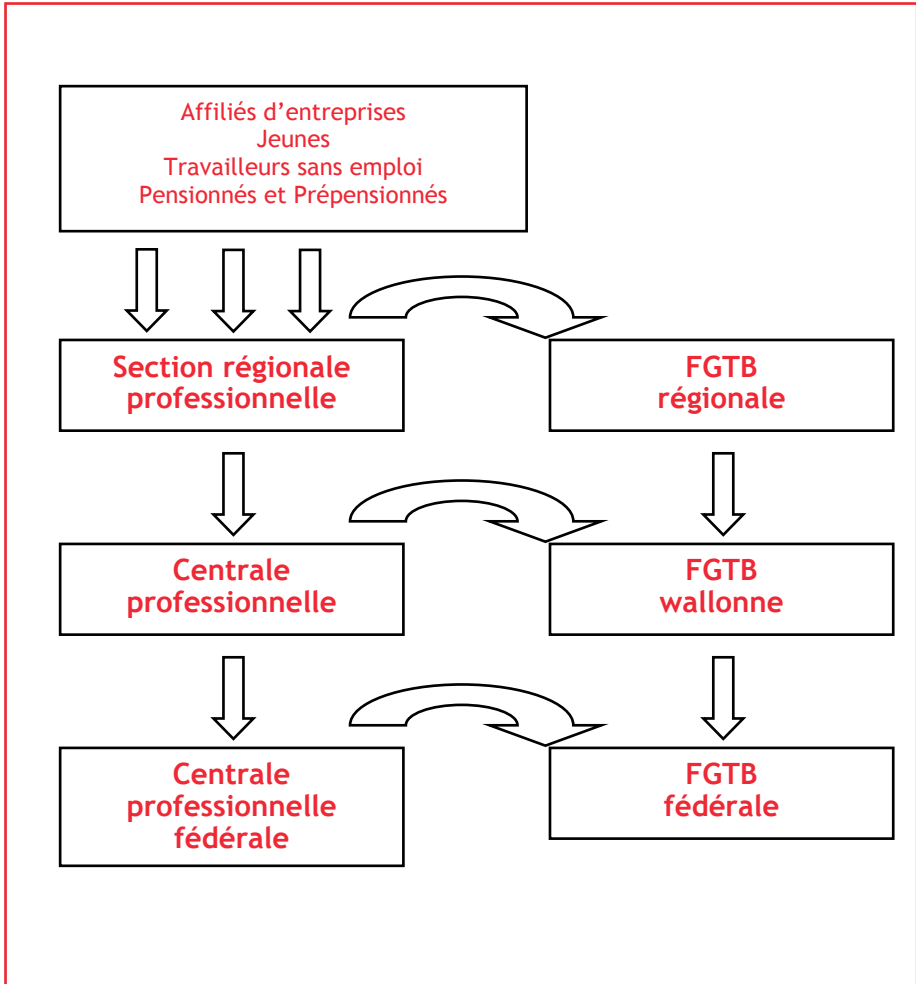 Affiliés d’entreprises
Jeunes
Travailleurs sans emploi
Pensionnés et Prépensionnés
Section régionale
professionnelle
FGTB
régionale
Centrale
professionnelle
FGTB
wallonne
Centrale
professionnelle
fédérale
FGTB
fédérale